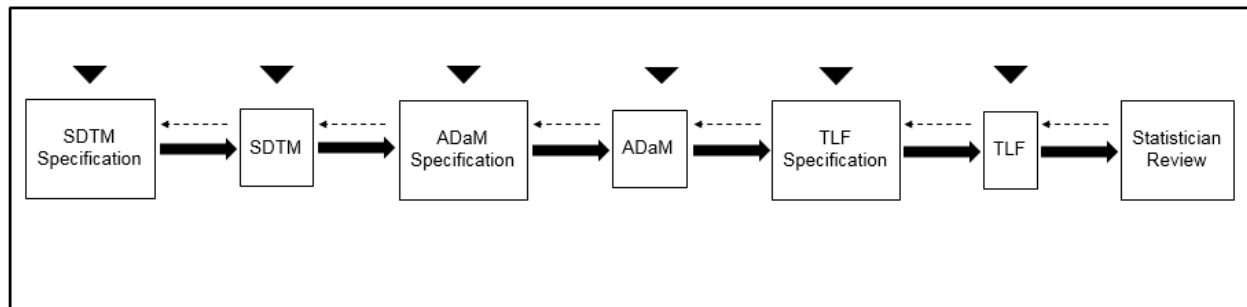 SDTM
Specification
SDTM
ADaM
Specification
ADaM
TLF
Specification
TLF
Statistician
Review